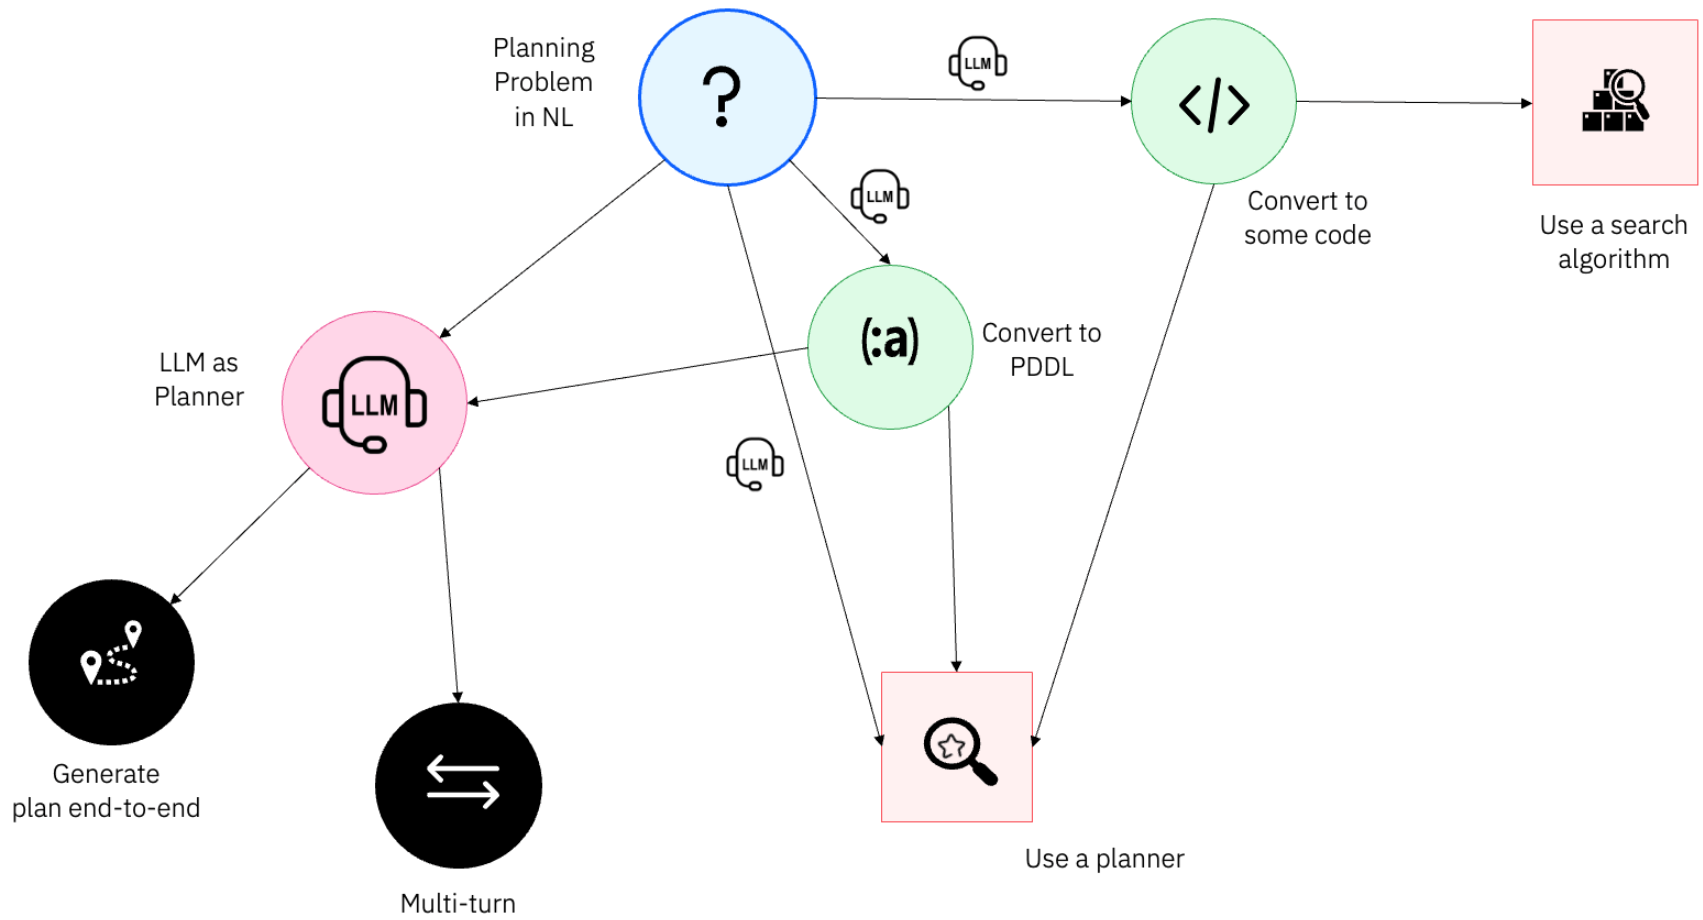 Planning
Problem
in NL
LLM
</>
Convert to
some code
Use a search
algorithm
LLM
(:a)
Convert to
PDDL
LLM as
Planner
LLM
LLM
Generate
plan end-to-end
Multi-turn
Use a planner